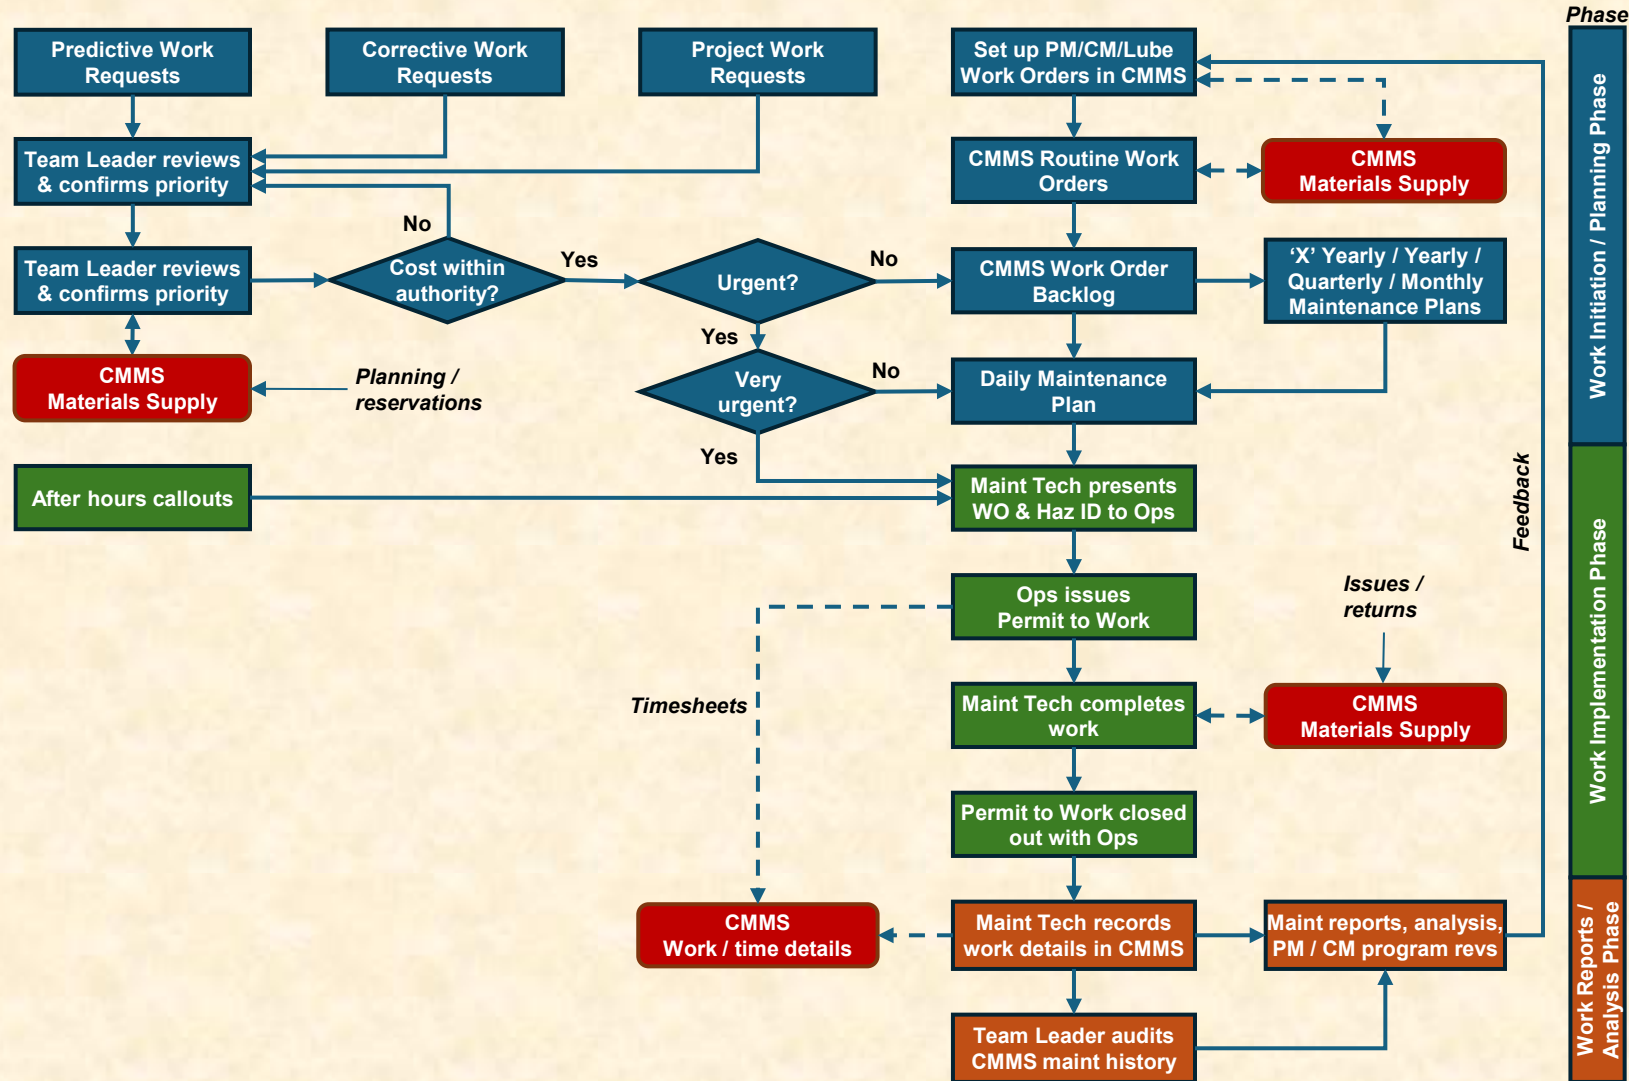 Phase
Predictive Work
Requests
Corrective Work
Requests
Project Work
Requests
Set up PM/CM/Lube
Work Orders in CMMS
Team Leader reviews
& confirms priority
CMMS Routine Work
Orders
CMMS
Materials Supply
No
Team Leader reviews
& confirms priority
Cost within
authority?
Yes
Urgent?
No
CMMS Work Order
Backlog
‘X’ Yearly / Yearly /
Quarterly / Monthly
Maintenance Plans
Yes
CMMS
Materials Supply
Planning /
reservations
Very
urgent?
No
Daily Maintenance
Plan
Yes
After hours callouts
Maint Tech presents
WO & Haz ID to Ops
Feedback
Ops issues
Permit to Work
Issues /
returns
Timesheets
Maint Tech completes
work
CMMS
Materials Supply
Permit to Work closed
out with Ops
CMMS
Work / time details
Maint Tech records
work details in CMMS
Maint reports, analysis,
PM / CM program revs
Team Leader audits
CMMS maint history
Work Initiation / Planning Phase
Work Implementation Phase
Work Reports /
Analysis Phase